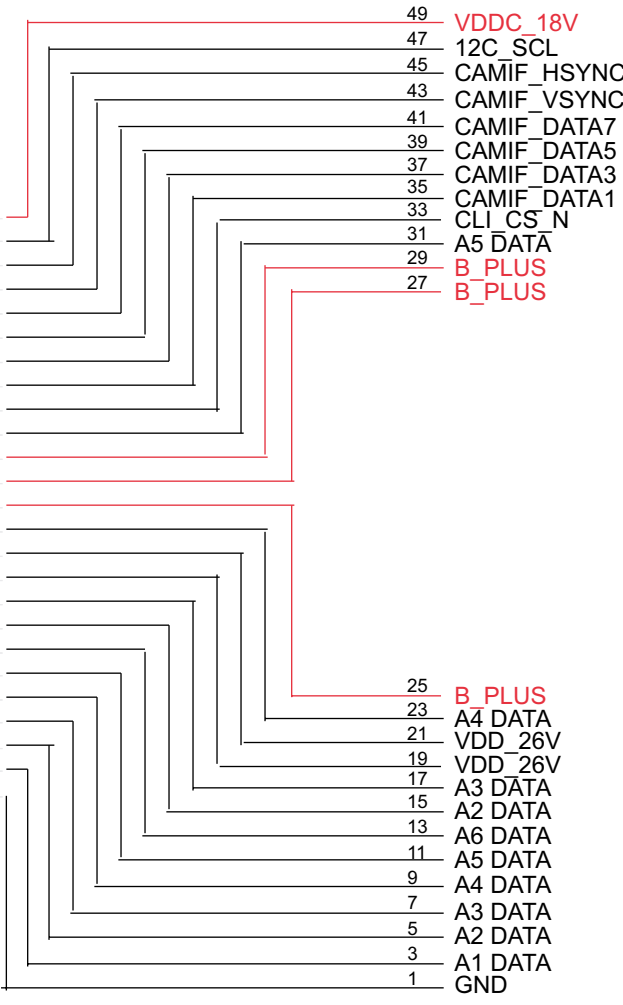 49 VDDC_18V
47 12C_SCL
45 CAMIF_HSYNC
43 CAMIF_VSYNC
41 CAMIF_DATA7
39 CAMIF_DATA5
37 CAMIF_DATA3
35 CAMIF_DATA1
33 CLI_CS_N
31 A5 DATA
29 B_PLUS
27 B_PLUS
25 B_PLUS
23 A4 DATA
21 VDD_26V
19 VDD_26V
17 A3 DATA
15 A2 DATA
13 A6 DATA
11 A5 DATA
9 A4 DATA
7 A3 DATA
5 A2 DATA
3 A1 DATA
1 GND